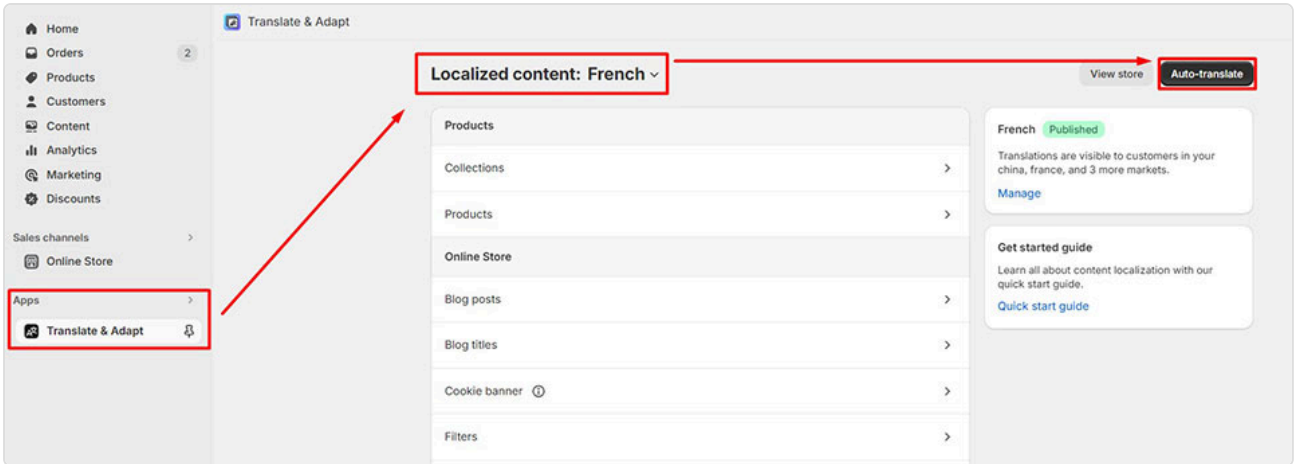 Home
Orders 2
Products
Customers
Content
Analytics
Marketing
Discounts
Sales channels
Online Store
Apps
Translate & Adapt
Translate & Adapt
Localized content: French
View store
Auto-translate
Products
Collections
Products
Online Store
Blog posts
Blog titles
Cookie banner
Filters
French Published
Translations are visible to customers in your
china, france, and 3 more markets.
Manage
Get started guide
Learn all about content localization with our
quick start guide.
Quick start guide